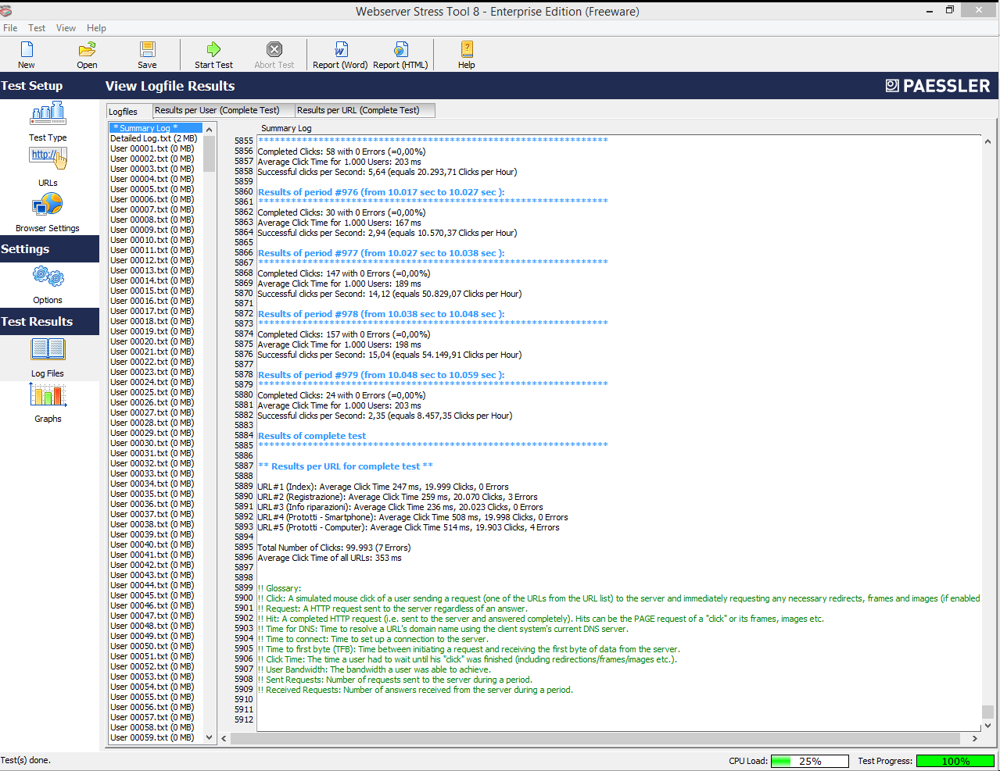 Webserver Stress Tool 8 - Enterprise Edition (Freeware)
File Test View Help
New Open Save Start Test Abort Test Report (Word) Report (HTML) Help
Test Setup
View Logfile Results
PAESSLER
Test Type
http://
URLs
Browser Settings
Settings
Options
Test Results
Log Files
Graphs
Logfiles Results per User (Complete Test) Results per URL (Complete Test)
* Summary Log *
Detailed Log.txt (2 MB)
User 00001.txt (0 MB)
User 00002.txt (0 MB)
User 00003.txt (0 MB)
User 00004.txt (0 MB)
User 00005.txt (0 MB)
User 00006.txt (0 MB)
User 00007.txt (0 MB)
User 00008.txt (0 MB)
User 00009.txt (0 MB)
User 00010.txt (0 MB)
User 00011.txt (0 MB)
User 00012.txt (0 MB)
User 00013.txt (0 MB)
User 00014.txt (0 MB)
User 00015.txt (0 MB)
User 00016.txt (0 MB)
User 00017.txt (0 MB)
User 00018.txt (0 MB)
User 00019.txt (0 MB)
User 00020.txt (0 MB)
User 00021.txt (0 MB)
User 00022.txt (0 MB)
User 00023.txt (0 MB)
User 00024.txt (0 MB)
User 00025.txt (0 MB)
User 00026.txt (0 MB)
User 00027.txt (0 MB)
User 00028.txt (0 MB)
User 00029.txt (0 MB)
User 00030.txt (0 MB)
User 00031.txt (0 MB)
User 00032.txt (0 MB)
User 00033.txt (0 MB)
User 00034.txt (0 MB)
User 00035.txt (0 MB)
User 00036.txt (0 MB)
User 00037.txt (0 MB)
User 00038.txt (0 MB)
User 00039.txt (0 MB)
User 00040.txt (0 MB)
User 00041.txt (0 MB)
User 00042.txt (0 MB)
User 00043.txt (0 MB)
User 00044.txt (0 MB)
User 00045.txt (0 MB)
User 00046.txt (0 MB)
User 00047.txt (0 MB)
User 00048.txt (0 MB)
User 00049.txt (0 MB)
User 00050.txt (0 MB)
User 00051.txt (0 MB)
User 00052.txt (0 MB)
User 00053.txt (0 MB)
User 00054.txt (0 MB)
User 00055.txt (0 MB)
User 00056.txt (0 MB)
User 00057.txt (0 MB)
User 00058.txt (0 MB)
User 00059.txt (0 MB)
Summary Log
5855 ****************************************************************
5856 Completed Clicks: 58 with 0 Errors (=0,00%)
5857 Average Click Time for 1.000 Users: 203 ms
5858 Successful clicks per Second: 5,64 (equals 20.293,71 Clicks per Hour)
5859
5860 Results of period #976 (from 10.017 sec to 10.027 sec ):
5861 ****************************************************************
5862 Completed Clicks: 30 with 0 Errors (=0,00%)
5863 Average Click Time for 1.000 Users: 167 ms
5864 Successful clicks per Second: 2,94 (equals 10.570,37 Clicks per Hour)
5865
5866 Results of period #977 (from 10.027 sec to 10.038 sec ):
5867 ****************************************************************
5868 Completed Clicks: 147 with 0 Errors (=0,00%)
5869 Average Click Time for 1.000 Users: 189 ms
5870 Successful clicks per Second: 14,12 (equals 50.829,07 Clicks per Hour)
5871
5872 Results of period #978 (from 10.038 sec to 10.048 sec ):
5873 ****************************************************************
5874 Completed Clicks: 157 with 0 Errors (=0,00%)
5875 Average Click Time for 1.000 Users: 198 ms
5876 Successful clicks per Second: 15,04 (equals 54.149,91 Clicks per Hour)
5877
5878 Results of period #979 (from 10.048 sec to 10.059 sec ):
5879 ****************************************************************
5880 Completed Clicks: 24 with 0 Errors (=0,00%)
5881 Average Click Time for 1.000 Users: 203 ms
5882 Successful clicks per Second: 2,35 (equals 8.457,35 Clicks per Hour)
5883
5884 Results of complete test
5885 ****************************************************************
5886
5887 ** Results per URL for complete test **
5888
5889 URL#1 (Index): Average Click Time 247 ms, 19.999 Clicks, 0 Errors
5890 URL#2 (Registrazione): Average Click Time 259 ms, 20.070 Clicks, 3 Errors
5891 URL#3 (Info riparazioni): Average Click Time 236 ms, 20.023 Clicks, 0 Errors
5892 URL#4 (Prototti - Smartphone): Average Click Time 508 ms, 19.998 Clicks, 0 Errors
5893 URL#5 (Prototti - Computer): Average Click Time 514 ms, 19.903 Clicks, 4 Errors
5894
5895 Total Number of Clicks: 99.993 (7 Errors)
5896 Average Click Time of all URLs: 353 ms
5897
5898
5899 !! Glossary:
5900 !! Click: A simulated mouse click of a user sending a request (one of the URLs from the URL list) to the server and immediately requesting any necessary redirects, frames and images (if enabled
5901 !! Request: A HTTP request sent to the server regardless of an answer.
5902 !! Hit: A completed HTTP request (i.e. sent to the server and answered completely). Hits can be the PAGE request of a "click" or its frames, images etc.
5903 !! Time for DNS: Time to resolve a URL's domain name using the client system's current DNS server.
5904 !! Time to connect: Time to set up a connection to the server.
5905 !! Time to first byte (TFB): Time between initiating a request and receiving the first byte of data from the server.
5906 !! Click Time: The time a user had to wait until his "click" was finished (including redirections/frames/images etc.).
5907 !! User Bandwidth: The bandwidth a user was able to achieve.
5908 !! Sent Requests: Number of requests sent to the server during a period.
5909 !! Received Requests: Number of answers received from the server during a period.
5910
5911
5912
Test(s) done.
CPU Load: 25% Test Progress: 100%